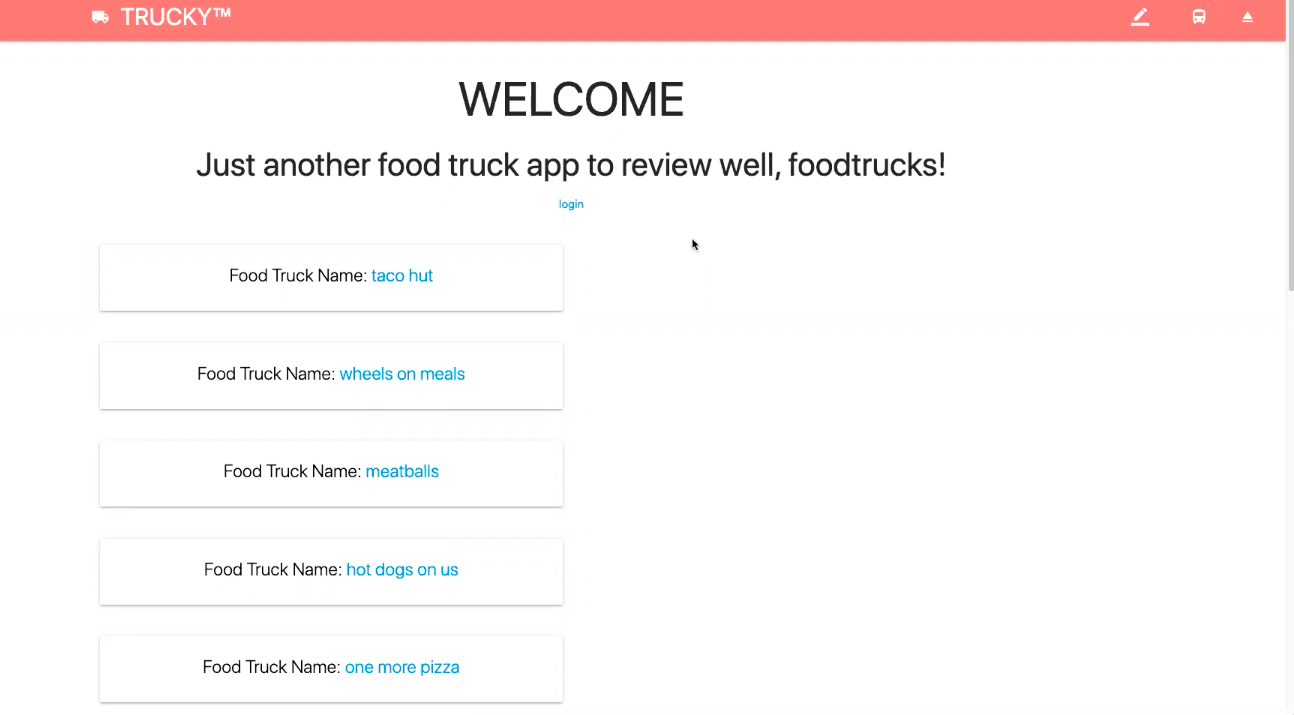 TRUCKY™
WELCOME
Just another food truck app to review well, foodtrucks!
login
Food Truck Name: taco hut
Food Truck Name: wheels on meals
Food Truck Name: meatballs
Food Truck Name: hot dogs on us
Food Truck Name: one more pizza